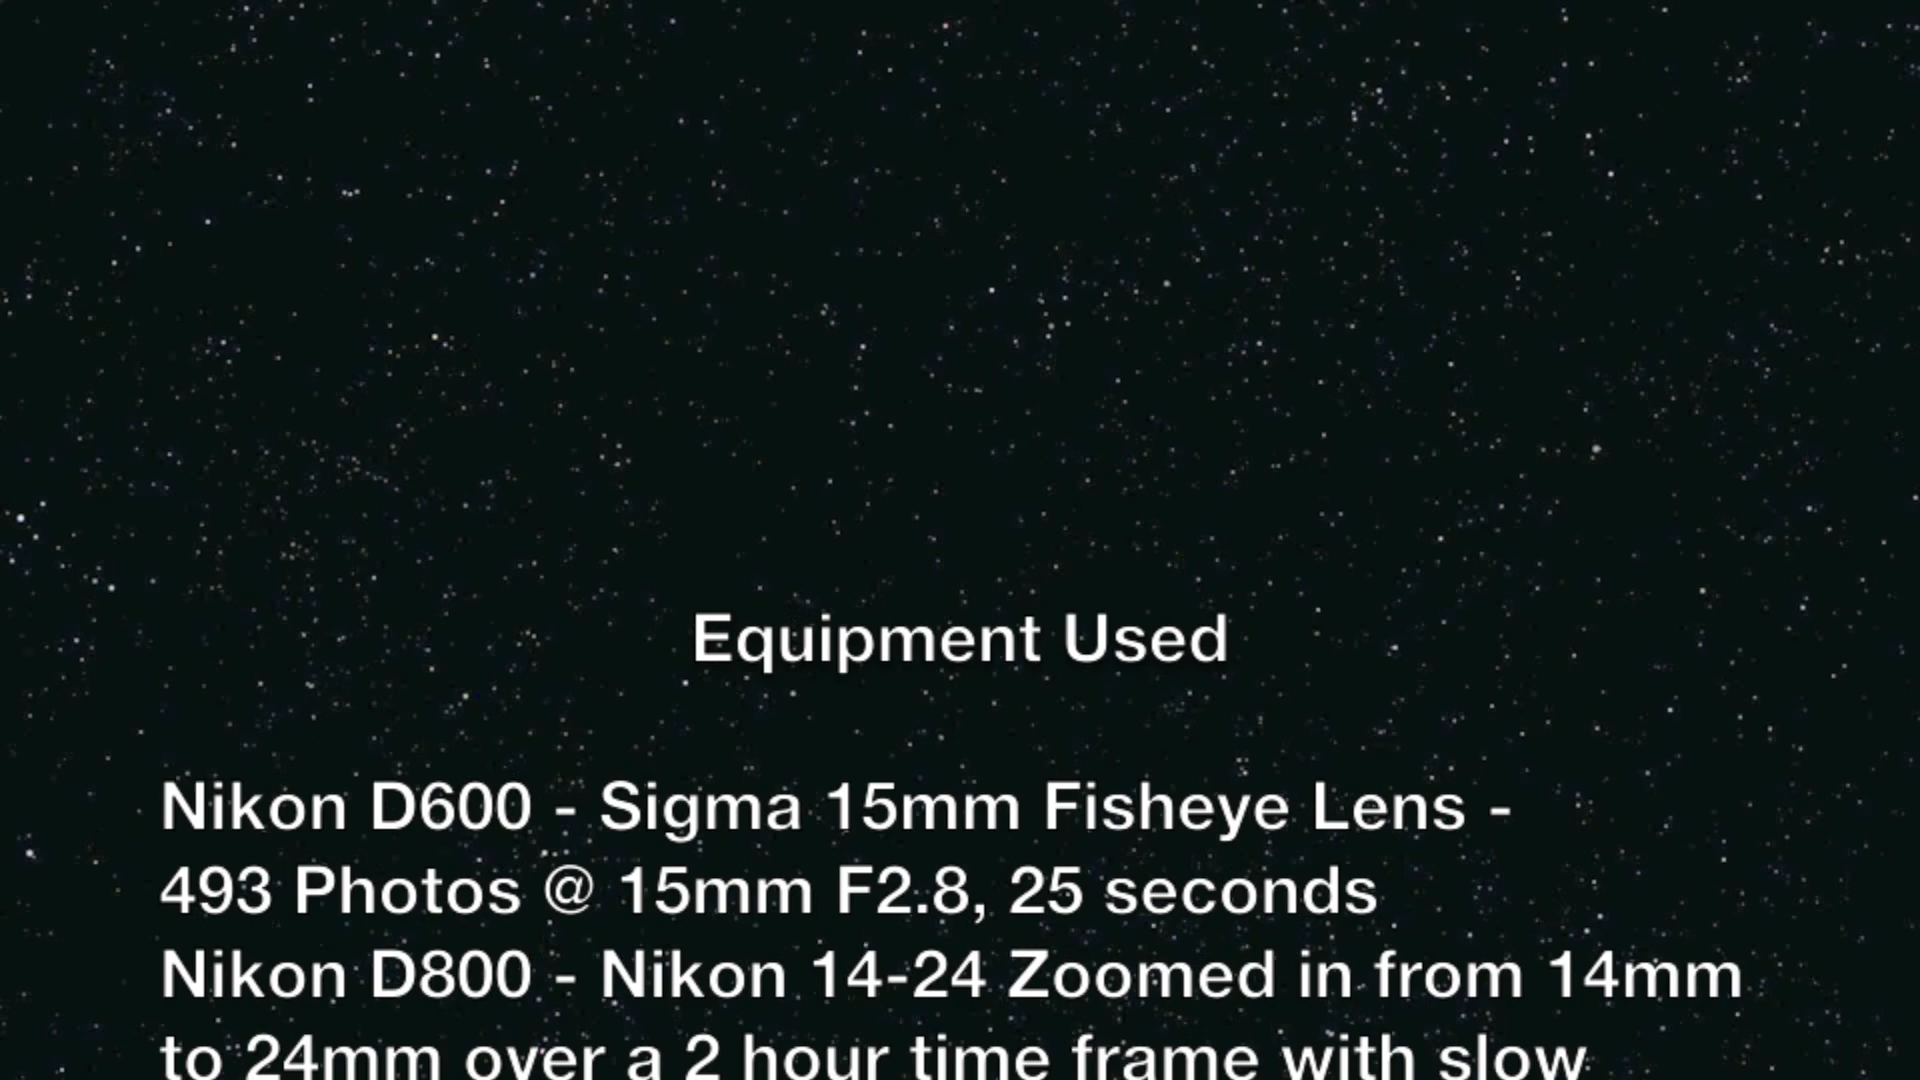 Equipment Used
Nikon D600 - Sigma 15mm Fisheye Lens -
493 Photos @ 15mm F2.8, 25 seconds
Nikon D800 - Nikon 14-24 Zoomed in from 14mm
to 24mm over a 2 hour time frame with slow